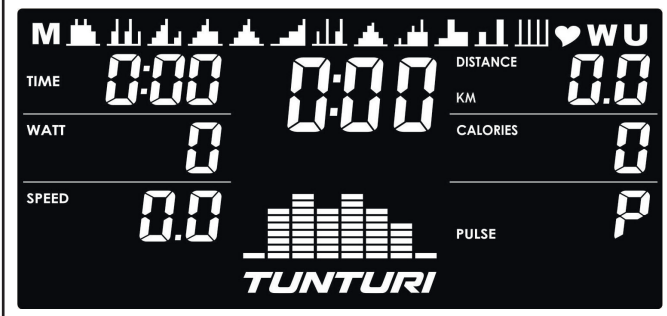 M ♥ W U
TIME 0:00
0:00
DISTANCE
KM 0.0
WATT 0
CALORIES 0
SPEED 0.0
PULSE P
TUNTURI